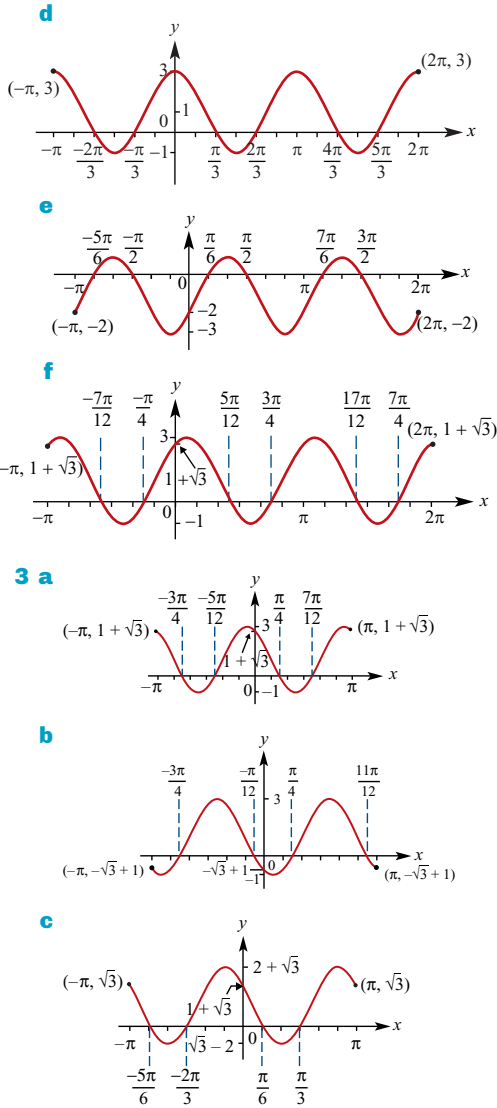 d
y
(−π, 3)
3
(2π, 3)
1
0
x
−π −2π/3 −π/3 −1 π/3 2π/3 π 4π/3 5π/3 2π
e
y
−5π/6 −π/2 π/6 π/2 7π/6 3π/2
x
−π 0 π 2π
−2
(−π, −2) (2π, −2)
−3
f
y
−7π/12 −π/4 5π/12 3π/4 17π/12 7π/4
3
(2π, 1 + √3)
−π, 1 + √3)
1 + √3
x
−π 0 −1 π 2π
3 a
y
−3π/4 −5π/12 π/4 7π/12
(−π, 1 + √3) 3 (π, 1 + √3)
1 + √3
x
−π 0 −1 π
b
y
−3π/4 −π/12 π/4 11π/12
3
x
(−π, −√3 + 1) −√3 + 1 0 (π, −√3 + 1)
−1
c
y
2 + √3
(−π, √3) (π, √3)
1 + √3
x
−π √3 − 2 0 π
−5π/6 −2π/3 π/6 π/3